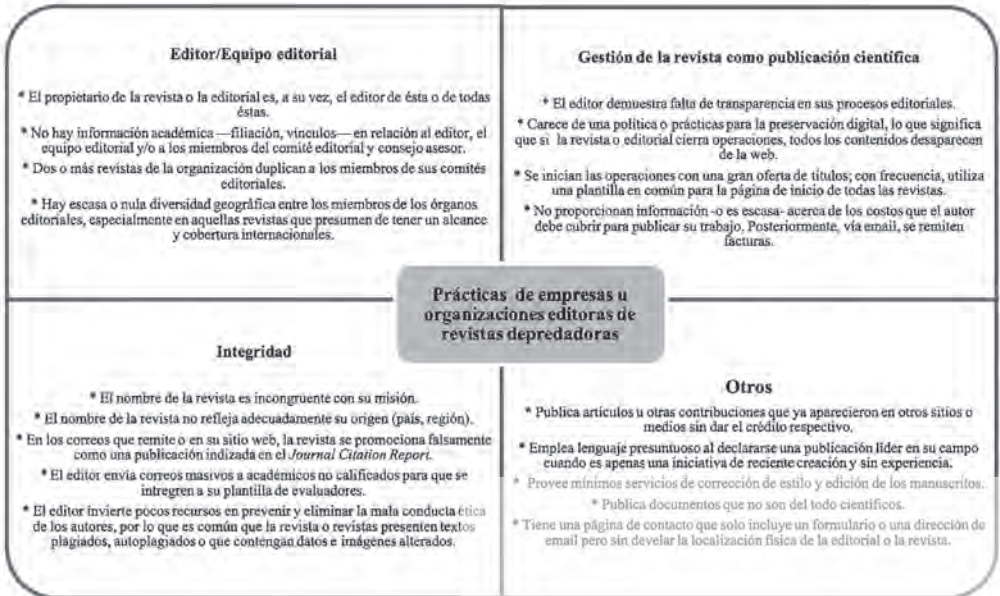 Editor/Equipo editorial
* El propietario de la revista o la editorial es, a su vez, el editor de ésta o de todas
éstas.
* No hay información académica —filiación, vínculos— en relación al editor, el
equipo editorial y/o a los miembros del comité editorial y consejo asesor.
* Dos o más revistas de la organización duplican a los miembros de sus comités
editoriales.
* Hay escasa o nula diversidad geográfica entre los miembros de los órganos
editoriales, especialmente en aquellas revistas que presumen de tener un alcance
y cobertura internacionales.
Gestión de la revista como publicación científica
* El editor demuestra falta de transparencia en sus procesos editoriales.
* Carece de una política o prácticas para la preservación digital, lo que significa
que si la revista o editorial cierra operaciones, todos los contenidos desaparecen
de la web.
* Se inician las operaciones con una gran oferta de títulos; con frecuencia, utiliza
una plantilla en común para la página de inicio de todas las revistas.
* No proporcionan información -o es escasa- acerca de los costos que el autor
debe cubrir para publicar su trabajo. Posteriormente, vía email, se remiten
facturas.
Prácticas de empresas u
organizaciones editoras de
revistas depredadoras
Integridad
* El nombre de la revista es incongruente con su misión.
* El nombre de la revista no refleja adecuadamente su origen (país, región).
* En los correos que remite o en su sitio web, la revista se promociona falsamente
como una publicación indizada en el Journal Citation Report.
* El editor envía correos masivos a académicos no calificados para que se
intregren a su plantilla de evaluadores.
* El editor invierte pocos recursos en prevenir y eliminar la mala conducta ética
de los autores, por lo que es común que la revista o revistas presenten textos
plagiados, autoplagiados o que contengan datos e imágenes alterados.
Otros
* Publica artículos u otras contribuciones que ya aparecieron en otros sitios o
medios sin dar el crédito respectivo.
* Emplea lenguaje presuntuoso al declararse una publicación líder en su campo
cuando es apenas una iniciativa de reciente creación y sin experiencia.
* Provee mínimos servicios de corrección de estilo y edición de los manuscritos.
* Publica documentos que no son del todo científicos.
* Tiene una página de contacto que solo incluye un formulario o una dirección de
email pero sin develar la localización física de la editorial o la revista.